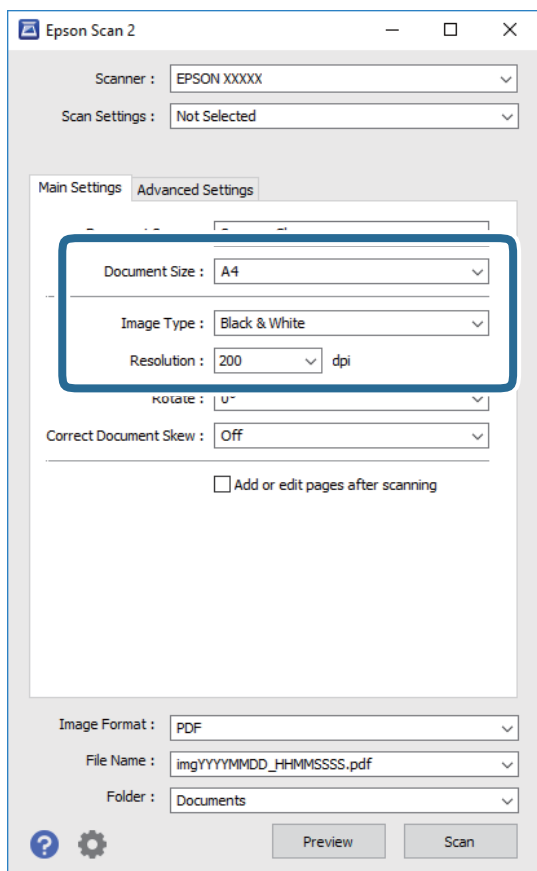 Epson Scan 2
Scanner : EPSON XXXXX
Scan Settings : Not Selected
Main Settings Advanced Settings
Document Size : A4
Image Type : Black & White
Resolution : 200 dpi
Rotate : 0°
Correct Document Skew : Off
Add or edit pages after scanning
Image Format : PDF
File Name : imgYYYYMMDD_HHMMSSSS.pdf
Folder : Documents
? Preview Scan